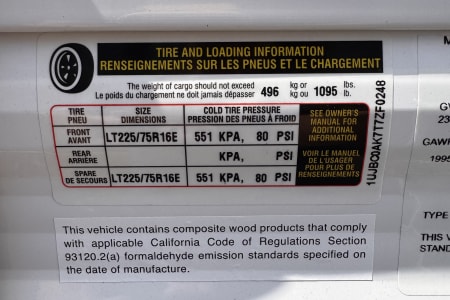 TIRE AND LOADING INFORMATION
RENSEIGNEMENTS SUR LES PNEUS ET LE CHARGEMENT
The weight of cargo should not exceed
Le poids du cargaison ne doit jamais dépasser
496 kg or kg ou 1095 lbs. lb.
TIRE PNEU SIZE DIMENSIONS COLD TIRE PRESSURE PRESSION DES PNEUS À FROID
FRONT AVANT LT225/75R16E 551 KPA, 80 PSI
REAR ARRIÈRE KPA, PSI
SPARE DE SECOURS LT225/75R16E 551 KPA, 80 PSI
SEE OWNER'S
MANUAL FOR
ADDITIONAL
INFORMATION
VOIR LE MANUEL
DE L'USAGER
POUR PLUS DE
RENSEIGNEMENTS
1UJBC0AK7T7ZF0248
This vehicle contains composite wood products that comply
with applicable California Code of Regulations Section
93120.2(a) formaldehyde emission standards specified on
the date of manufacture.
GV
23
GAWR
1995
TYPE
THIS V
STAND